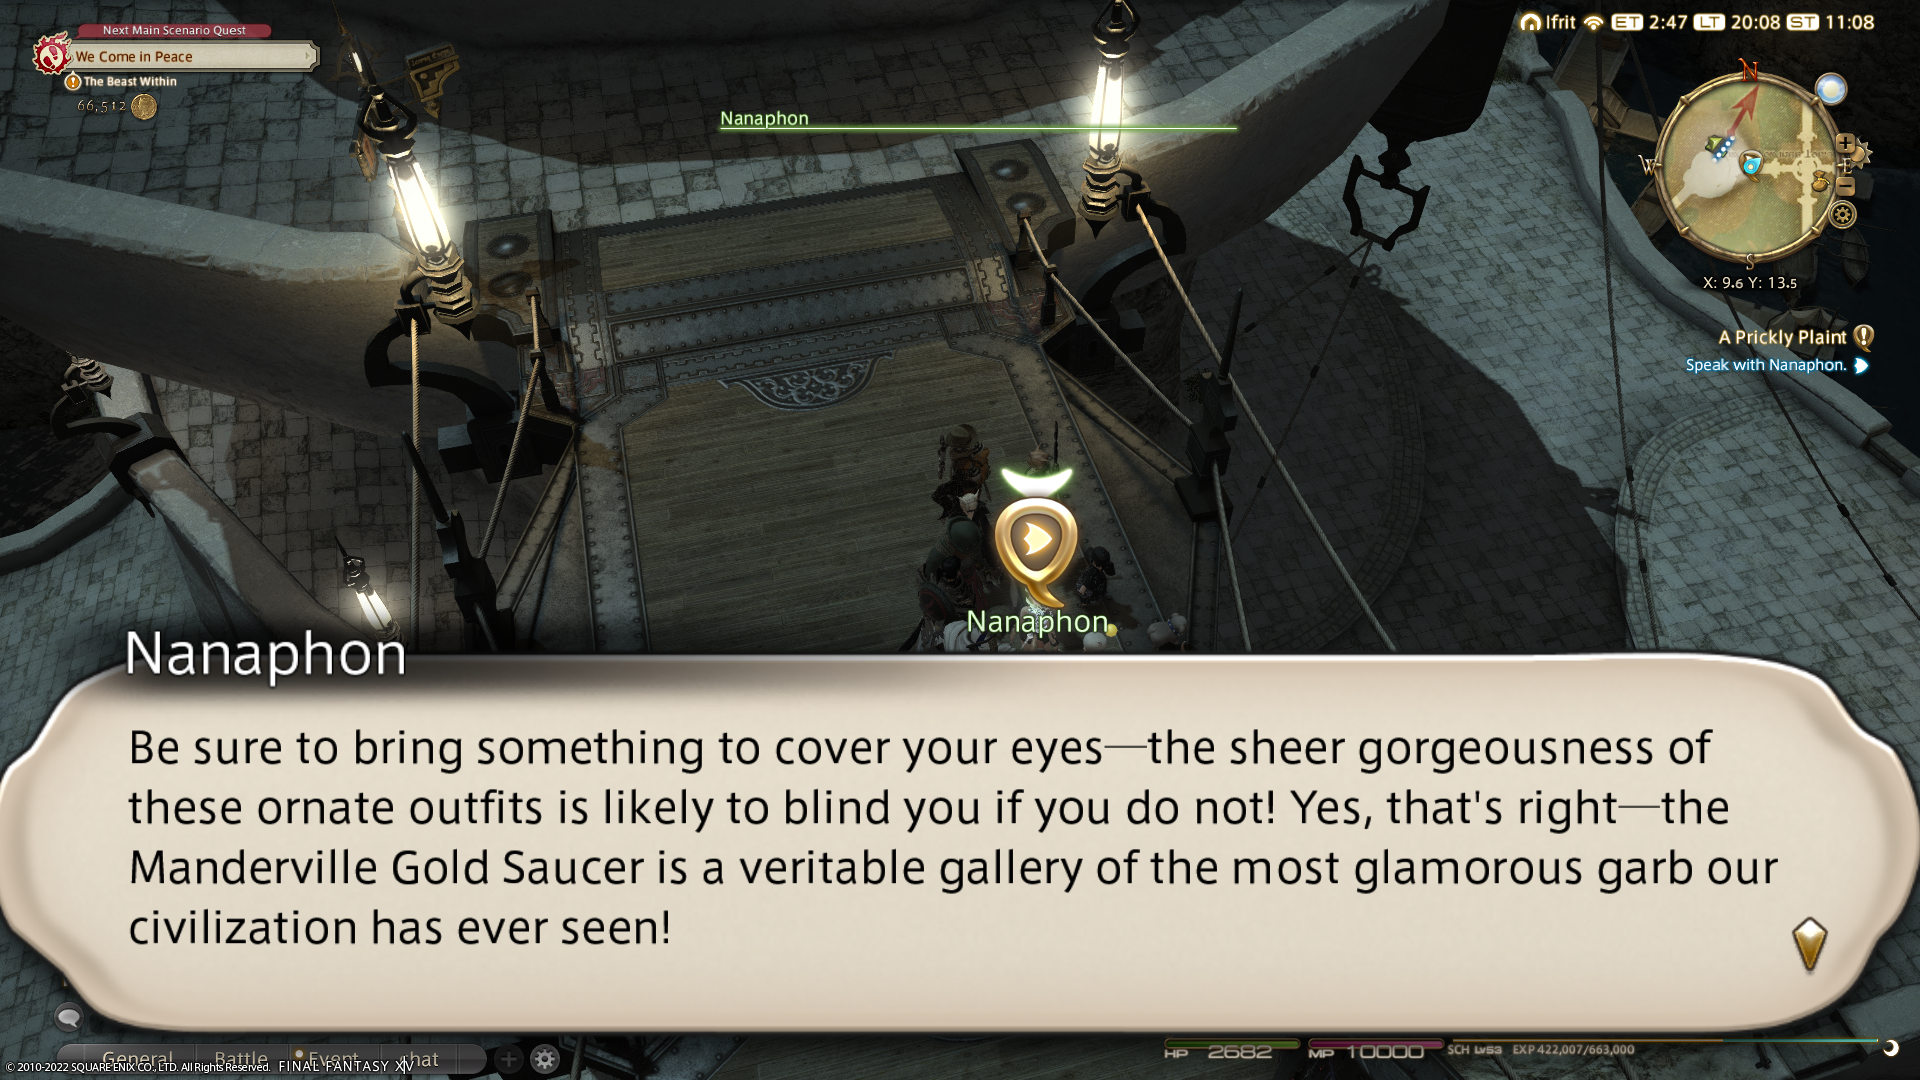 Next Main Scenario Quest
We Come in Peace
The Beast Within
66,512
Ifrit ET 2:47 LT 20:08 ST 11:08
Nanaphon
N
W
E
S
X: 9.6 Y: 13.5
A Prickly Plaint
Speak with Nanaphon.
Nanaphon
Nanaphon
Be sure to bring something to cover your eyes—the sheer gorgeousness of
these ornate outfits is likely to blind you if you do not! Yes, that's right—the
Manderville Gold Saucer is a veritable gallery of the most glamorous garb our
civilization has ever seen!
General Battle Event
HP 2682 MP 10000 SCH Lv53 EXP 422,007/663,000
© 2010-2022 SQUARE ENIX CO., LTD. All Rights Reserved. FINAL FANTASY XIV